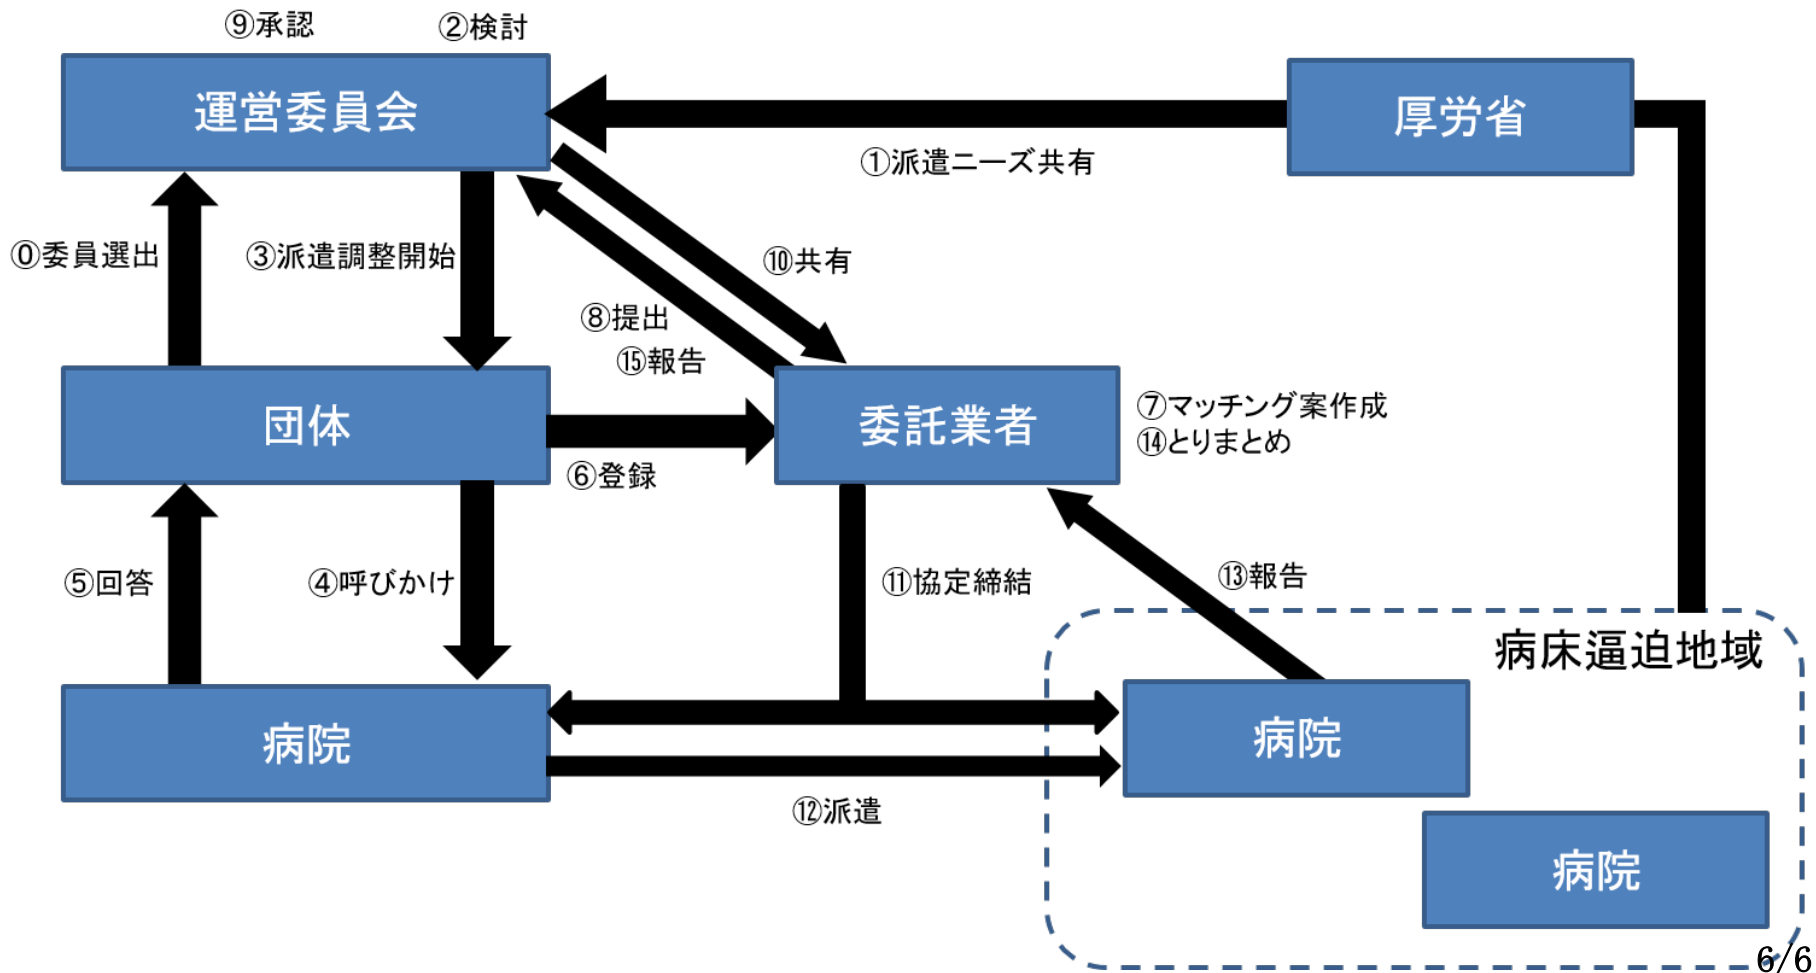 ⑨承認
②検討
運営委員会
厚労省
①派遣ニーズ共有
⓪委員選出
③派遣調整開始
⑩共有
⑧提出
⑮報告
団体
委託業者
⑦マッチング案作成
⑭とりまとめ
⑥登録
⑤回答
④呼びかけ
⑪協定締結
⑬報告
病床逼迫地域
病院
病院
⑫派遣
病院
6/6